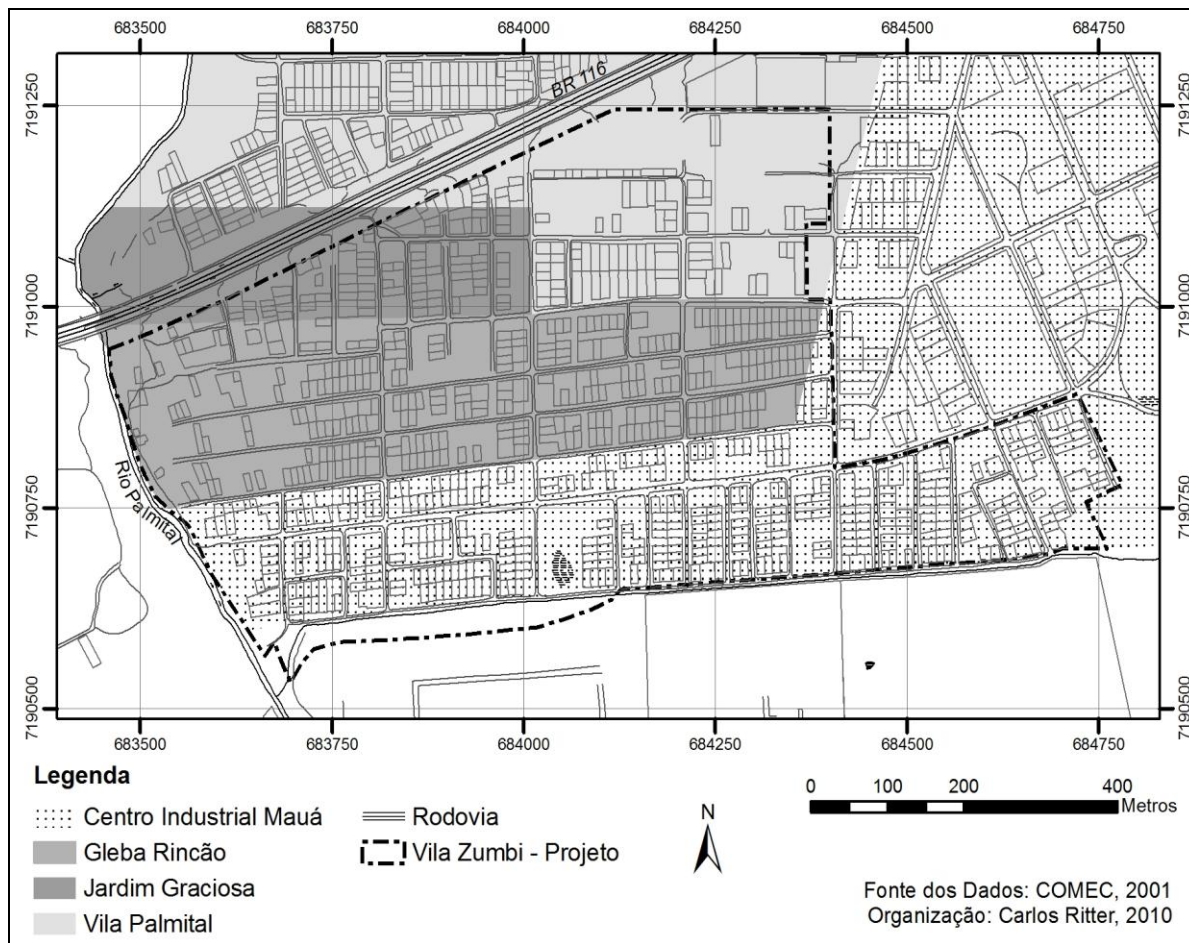 683500 683750 684000 684250 684500 684750
7191250 7191250
BR 116
7191000 7191000
Rio Palmital
7190750 7190750
7190500 7190500
683500 683750 684000 684250 684500 684750
Legenda
Centro Industrial Mauá
Gleba Rincão
Jardim Graciosa
Vila Palmital
Rodovia
Vila Zumbi - Projeto
N
0 100 200 400
Metros
Fonte dos Dados: COMEC, 2001
Organização: Carlos Ritter, 2010